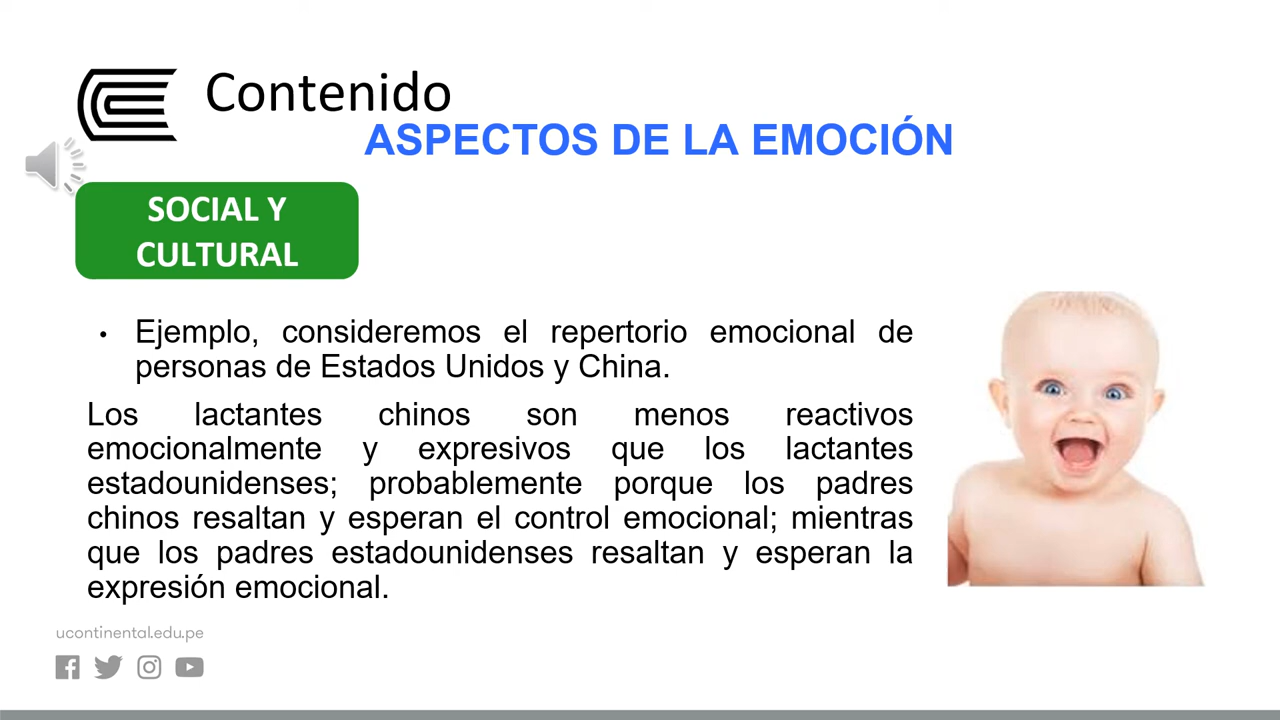 Contenido
ASPECTOS DE LA EMOCIÓN
SOCIAL Y
CULTURAL
• Ejemplo, consideremos el repertorio emocional de
personas de Estados Unidos y China.
Los lactantes chinos son menos reactivos
emocionalmente y expresivos que los lactantes
estadounidenses; probablemente porque los padres
chinos resaltan y esperan el control emocional; mientras
que los padres estadounidenses resaltan y esperan la
expresión emocional.
ucontinental.edu.pe